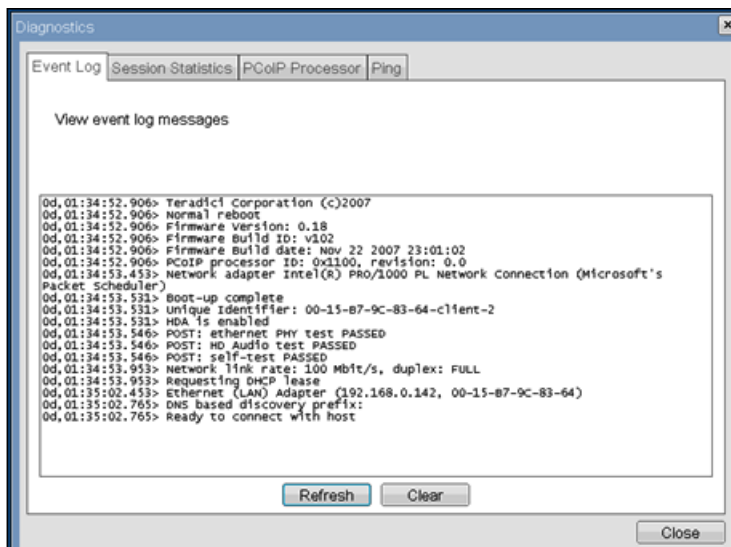 Diagnostics
Event Log Session Statistics PCoIP Processor Ping
View event log messages
0d,01:34:52.906> Teradici Corporation (c)2007
0d,01:34:52.906> Normal reboot
0d,01:34:52.906> Firmware Version: 0.18
0d,01:34:52.906> Firmware Build ID: v102
0d,01:34:52.906> Firmware Build date: Nov 22 2007 23:01:02
0d,01:34:52.906> PCoIP processor ID: 0x1100, revision: 0.0
0d,01:34:53.453> Network adapter Intel(R) PRO/1000 PL Network Connection (Microsoft's
Packet Scheduler)
0d,01:34:53.531> Boot-up complete
0d,01:34:53.531> Unique Identifier: 00-15-B7-9C-83-64-client-2
0d,01:34:53.531> HDA is enabled
0d,01:34:53.546> POST: ethernet PHY test PASSED
0d,01:34:53.546> POST: HD Audio test PASSED
0d,01:34:53.546> POST: self-test PASSED
0d,01:34:53.953> Network link rate: 100 Mbit/s, duplex: FULL
0d,01:34:53.953> Requesting DHCP lease
0d,01:35:02.453> Ethernet (LAN) Adapter (192.168.0.142, 00-15-B7-9C-83-64)
0d,01:35:02.765> DNS based discovery prefix:
0d,01:35:02.765> Ready to connect with host
Refresh Clear
Close